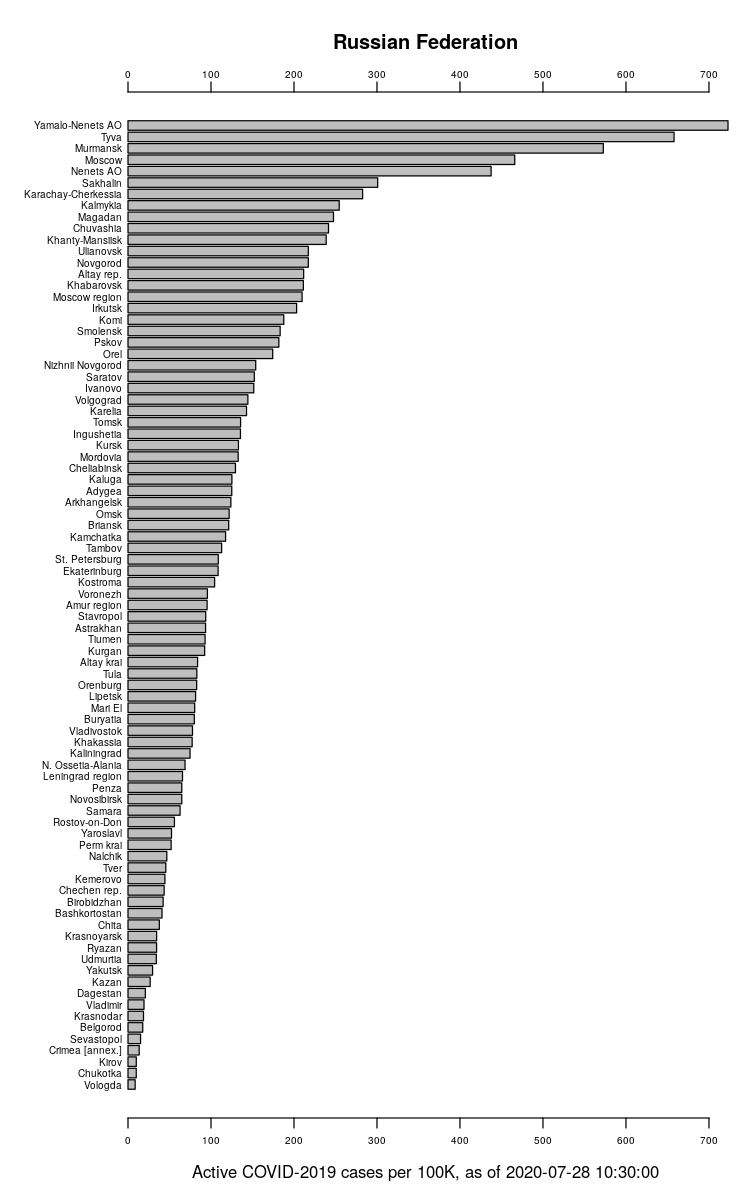 Russian Federation
0 100 200 300 400 500 600 700
Yamalo-Nenets AO
Tyva
Murmansk
Moscow
Nenets AO
Sakhalin
Karachay-Cherkessia
Kalmykia
Magadan
Chuvashia
Khanty-Mansiisk
Ulianovsk
Novgorod
Altay rep.
Khabarovsk
Moscow region
Irkutsk
Komi
Smolensk
Pskov
Orel
Nizhnii Novgorod
Saratov
Ivanovo
Volgograd
Karelia
Tomsk
Ingushetia
Kursk
Mordovia
Cheliabinsk
Kaluga
Adygea
Arkhangelsk
Omsk
Briansk
Kamchatka
Tambov
St. Petersburg
Ekaterinburg
Kostroma
Voronezh
Amur region
Stavropol
Astrakhan
Tiumen
Kurgan
Altay krai
Tula
Orenburg
Lipetsk
Mari El
Buryatia
Vladivostok
Khakassia
Kaliningrad
N. Ossetia-Alania
Leningrad region
Penza
Novosibirsk
Samara
Rostov-on-Don
Yaroslavl
Perm krai
Nalchik
Tver
Kemerovo
Chechen rep.
Birobidzhan
Bashkortostan
Chita
Krasnoyarsk
Ryazan
Udmurtia
Yakutsk
Kazan
Dagestan
Vladimir
Krasnodar
Belgorod
Sevastopol
Crimea [annex.]
Kirov
Chukotka
Vologda
0 100 200 300 400 500 600 700
Active COVID-2019 cases per 100K, as of 2020-07-28 10:30:00